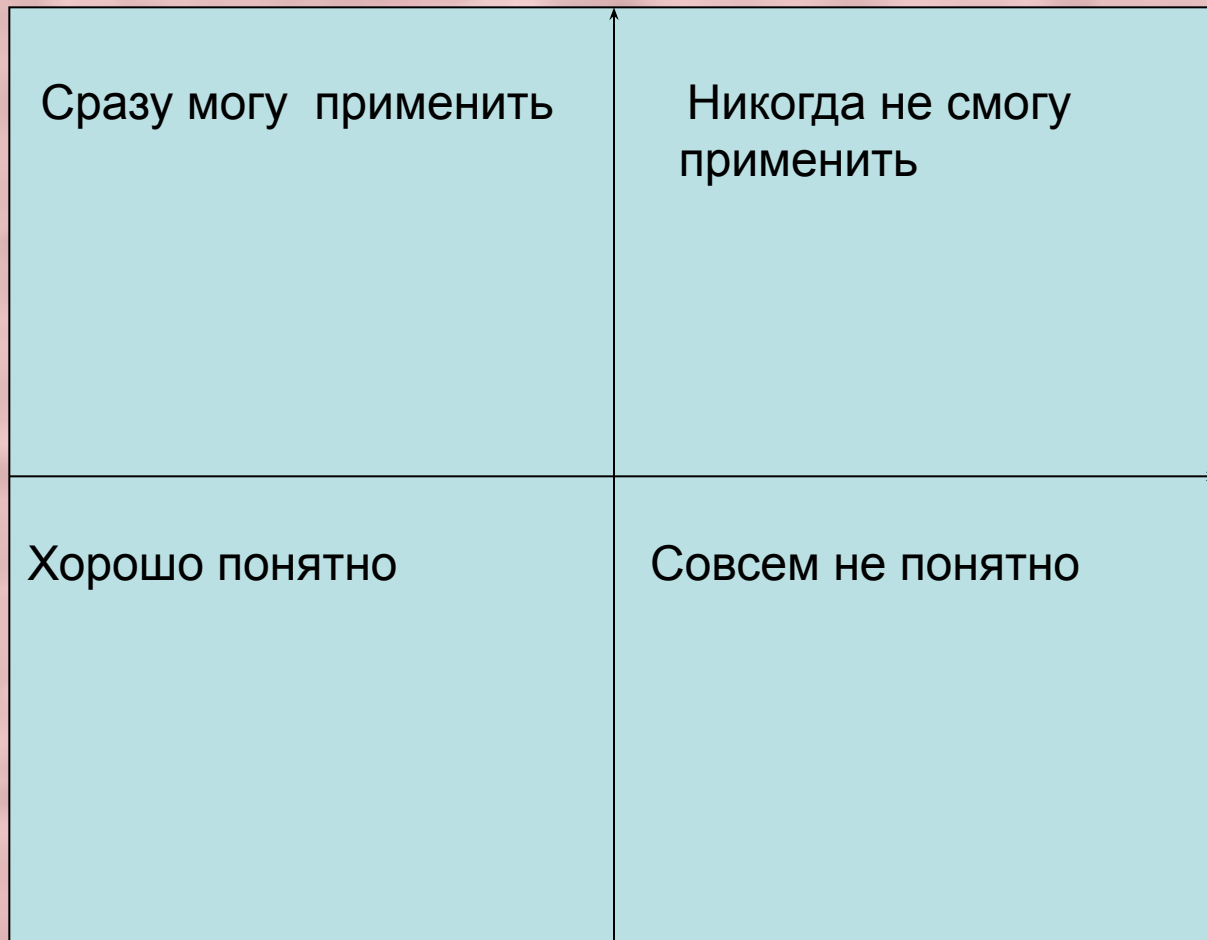 Сразу могу применить
Никогда не смогу
применить
Хорошо понятно
Совсем не понятно